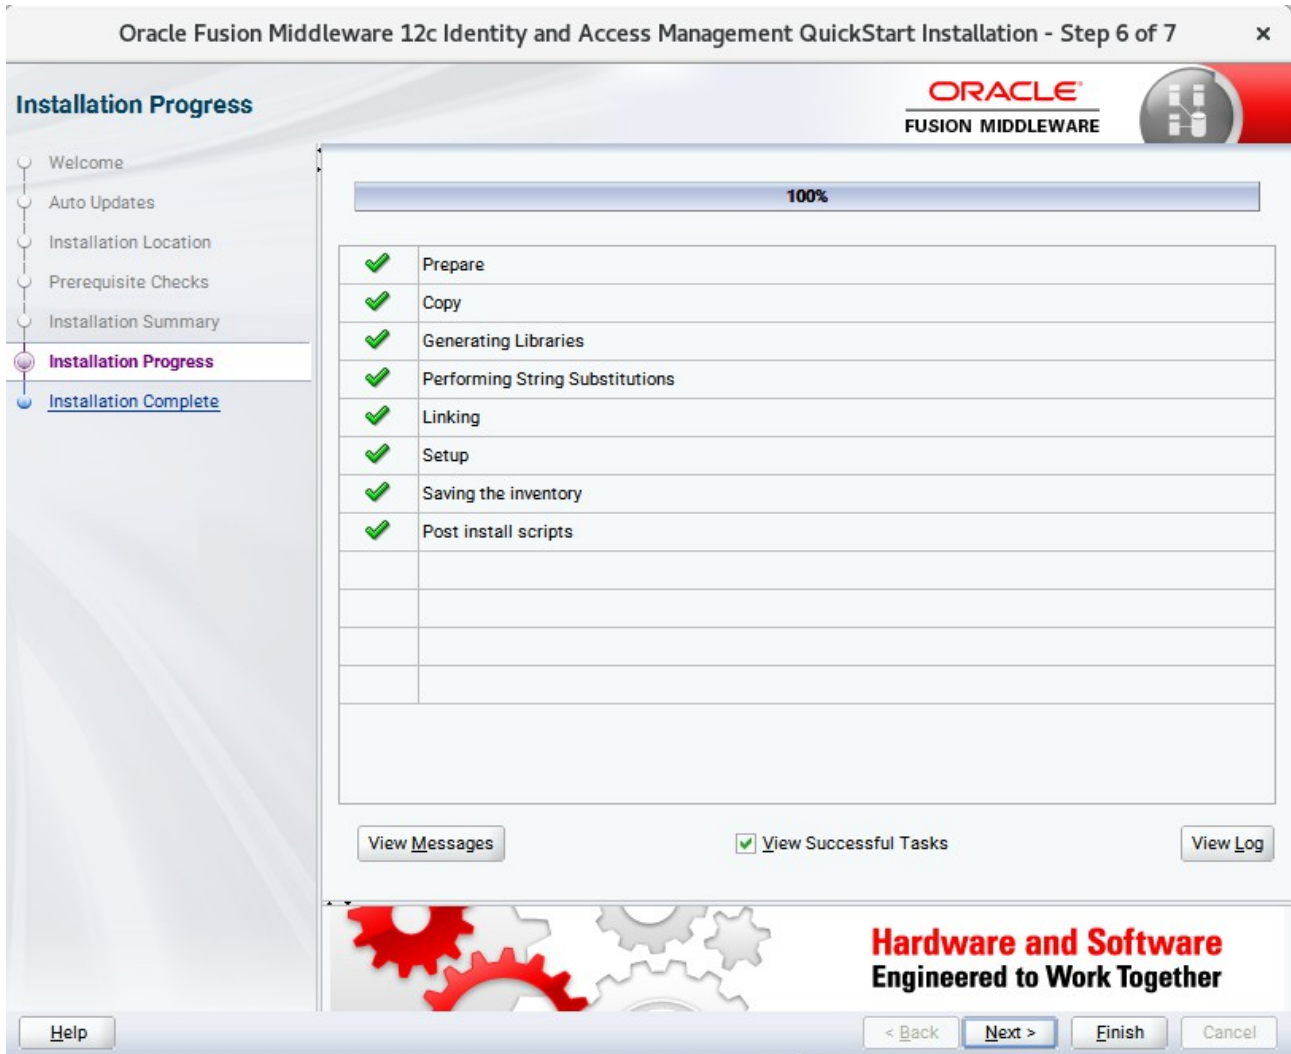 Oracle Fusion Middleware 12c Identity and Access Management QuickStart Installation - Step 6 of 7
Installation Progress
ORACLE
FUSION MIDDLEWARE
Welcome
Auto Updates
Installation Location
Prerequisite Checks
Installation Summary
Installation Progress
Installation Complete
100%
Prepare
Copy
Generating Libraries
Performing String Substitutions
Linking
Setup
Saving the inventory
Post install scripts
View Messages
View Successful Tasks
View Log
Hardware and Software
Engineered to Work Together
Help
< Back
Next >
Finish
Cancel